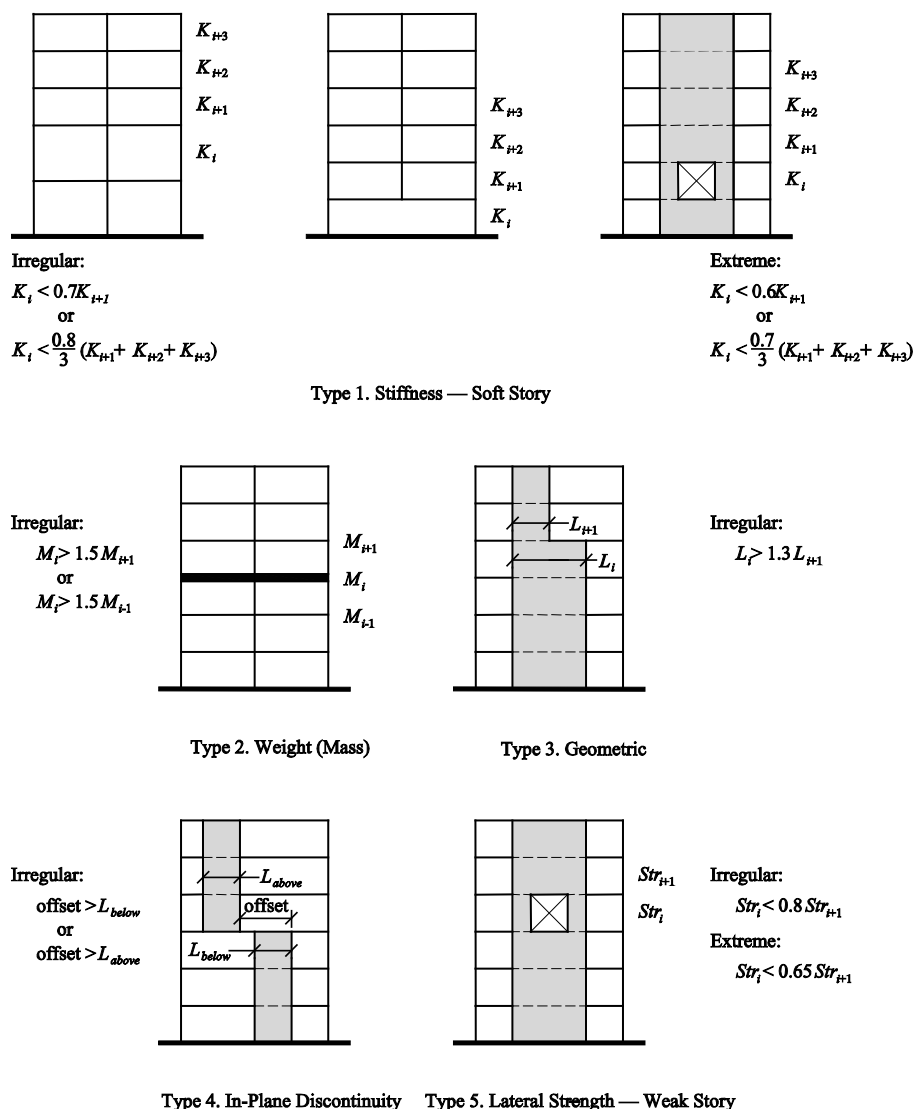 K_{i+3}
K_{i+2}
K_{i+1}
K_i
K_{i+3}
K_{i+2}
K_{i+1}
K_i
K_{i+3}
K_{i+2}
K_{i+1}
K_i
Irregular:
K_i < 0.7K_{i+1}
or
K_i < 0.8/3 (K_{i+1} + K_{i+2} + K_{i+3})
Extreme:
K_i < 0.6K_{i+1}
or
K_i < 0.7/3 (K_{i+1} + K_{i+2} + K_{i+3})
Type 1. Stiffness — Soft Story
Irregular:
M_i > 1.5 M_{i+1}
or
M_i > 1.5 M_{i-1}
M_{i+1}
M_i
M_{i-1}
Type 2. Weight (Mass)
L_{i+1}
L_i
Irregular:
L_i > 1.3 L_{i+1}
Type 3. Geometric
Irregular:
offset > L_{below}
or
offset > L_{above}
L_{above}
offset
L_{below}
Type 4. In-Plane Discontinuity
Str_{i+1}
Str_i
Irregular:
Str_i < 0.8 Str_{i+1}
Extreme:
Str_i < 0.65 Str_{i+1}
Type 5. Lateral Strength — Weak Story